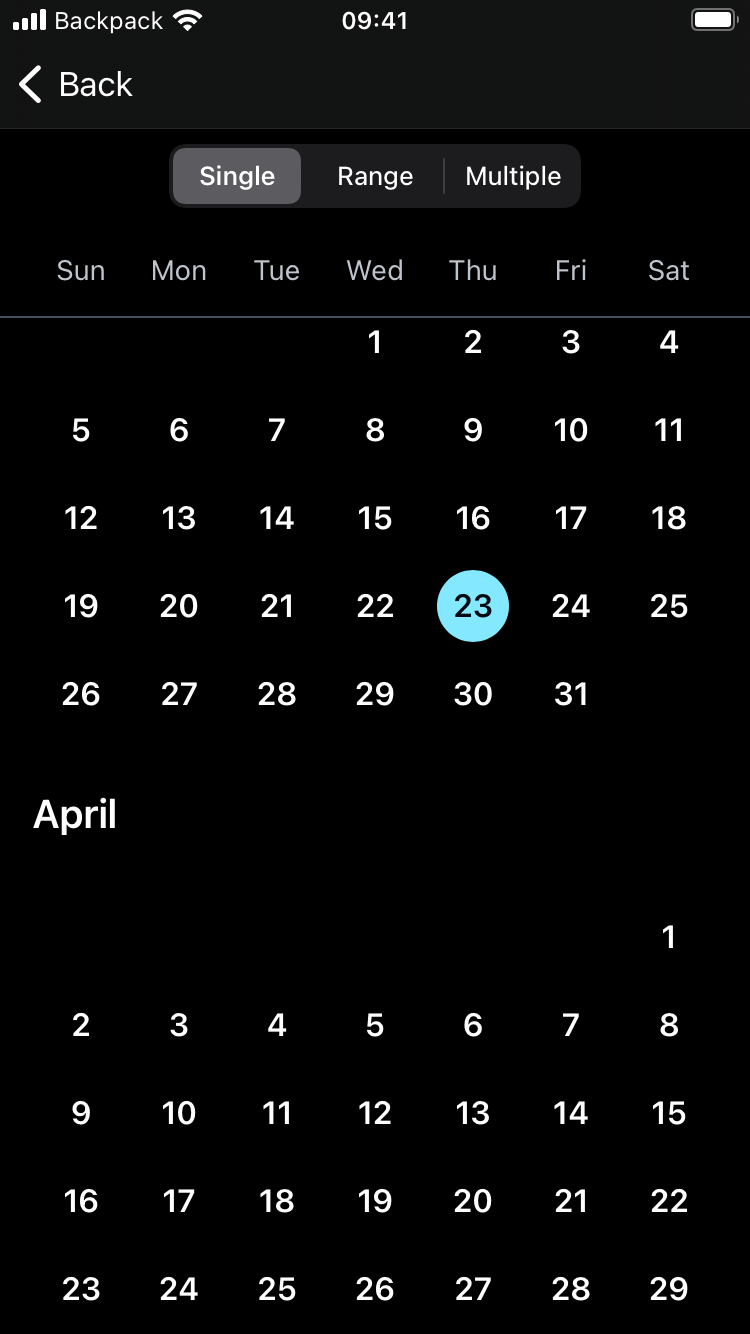 Backpack 09:41
Back
Single Range Multiple
Sun Mon Tue Wed Thu Fri Sat
1 2 3 4
5 6 7 8 9 10 11
12 13 14 15 16 17 18
19 20 21 22 23 24 25
26 27 28 29 30 31
April
1
2 3 4 5 6 7 8
9 10 11 12 13 14 15
16 17 18 19 20 21 22
23 24 25 26 27 28 29